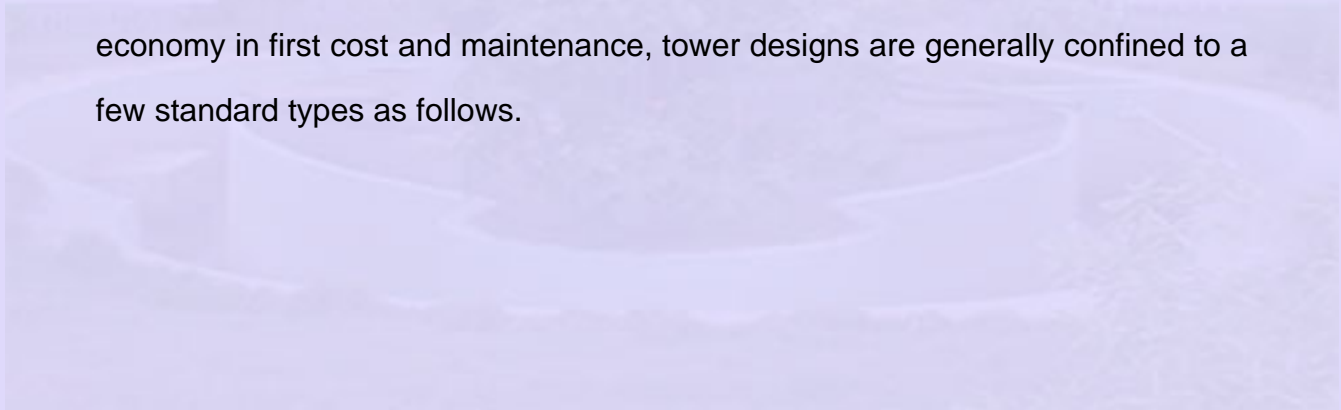 economy in first cost and maintenance, tower designs are generally confined to a
few standard types as follows.